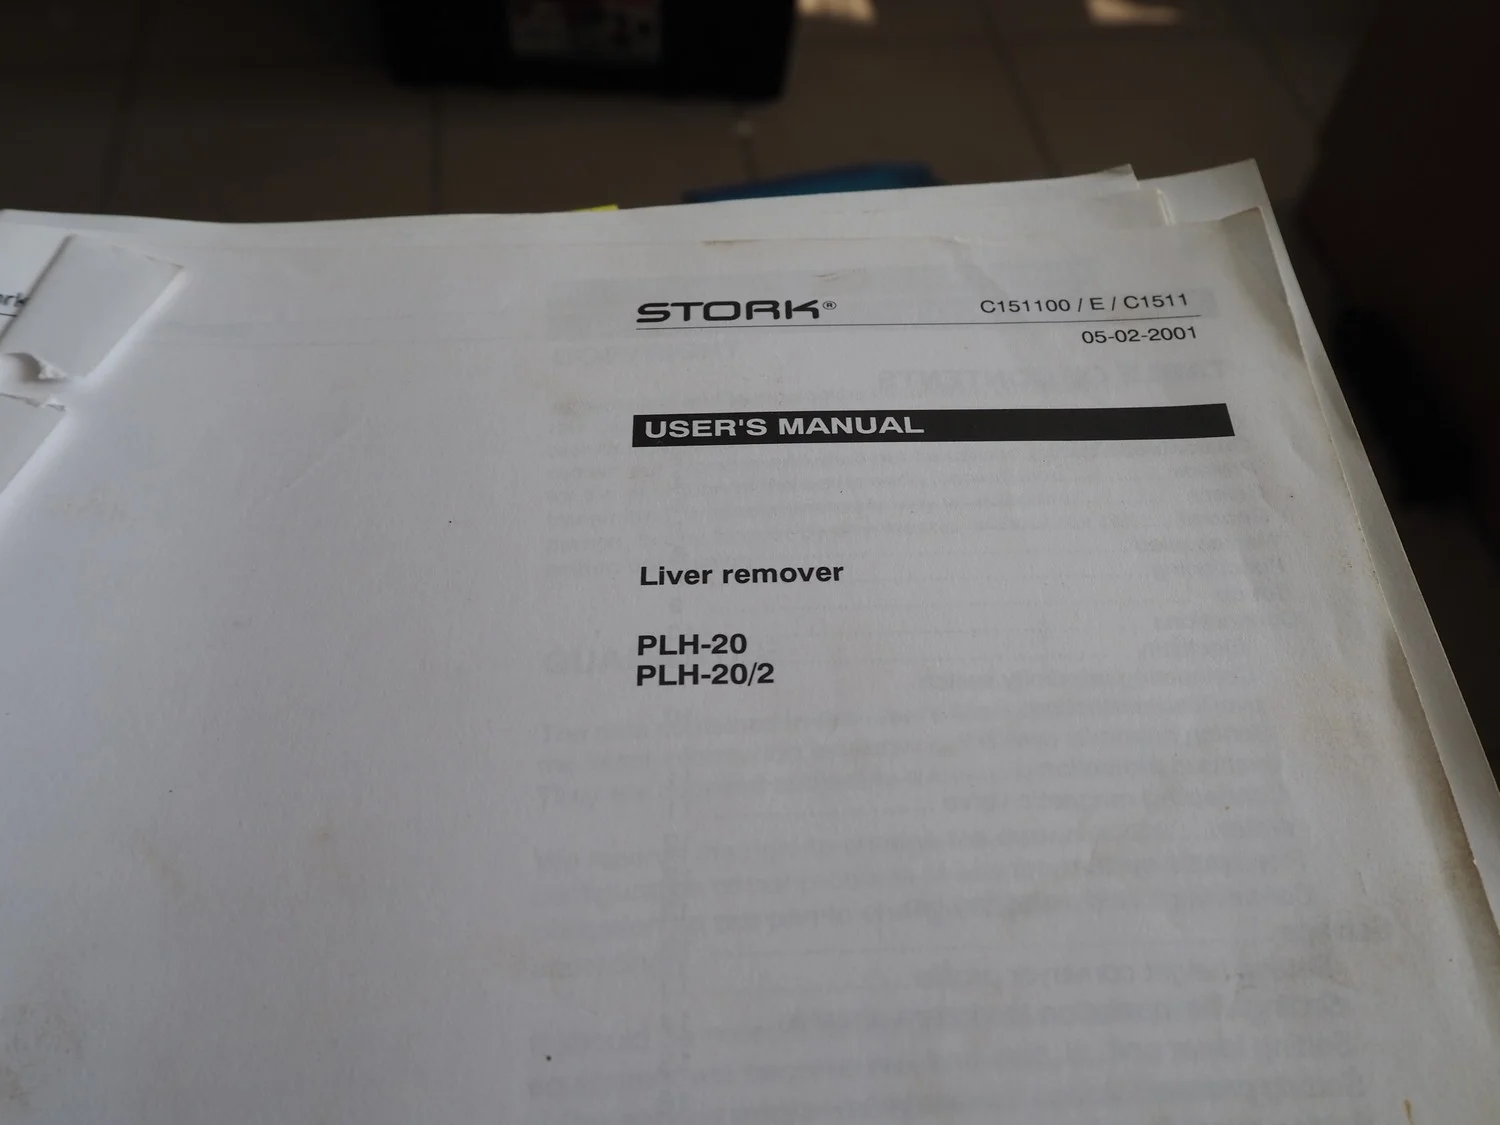 STORK® C151100 / E / C1511
05-02-2001
USER'S MANUAL
Liver remover
PLH-20
PLH-20/2